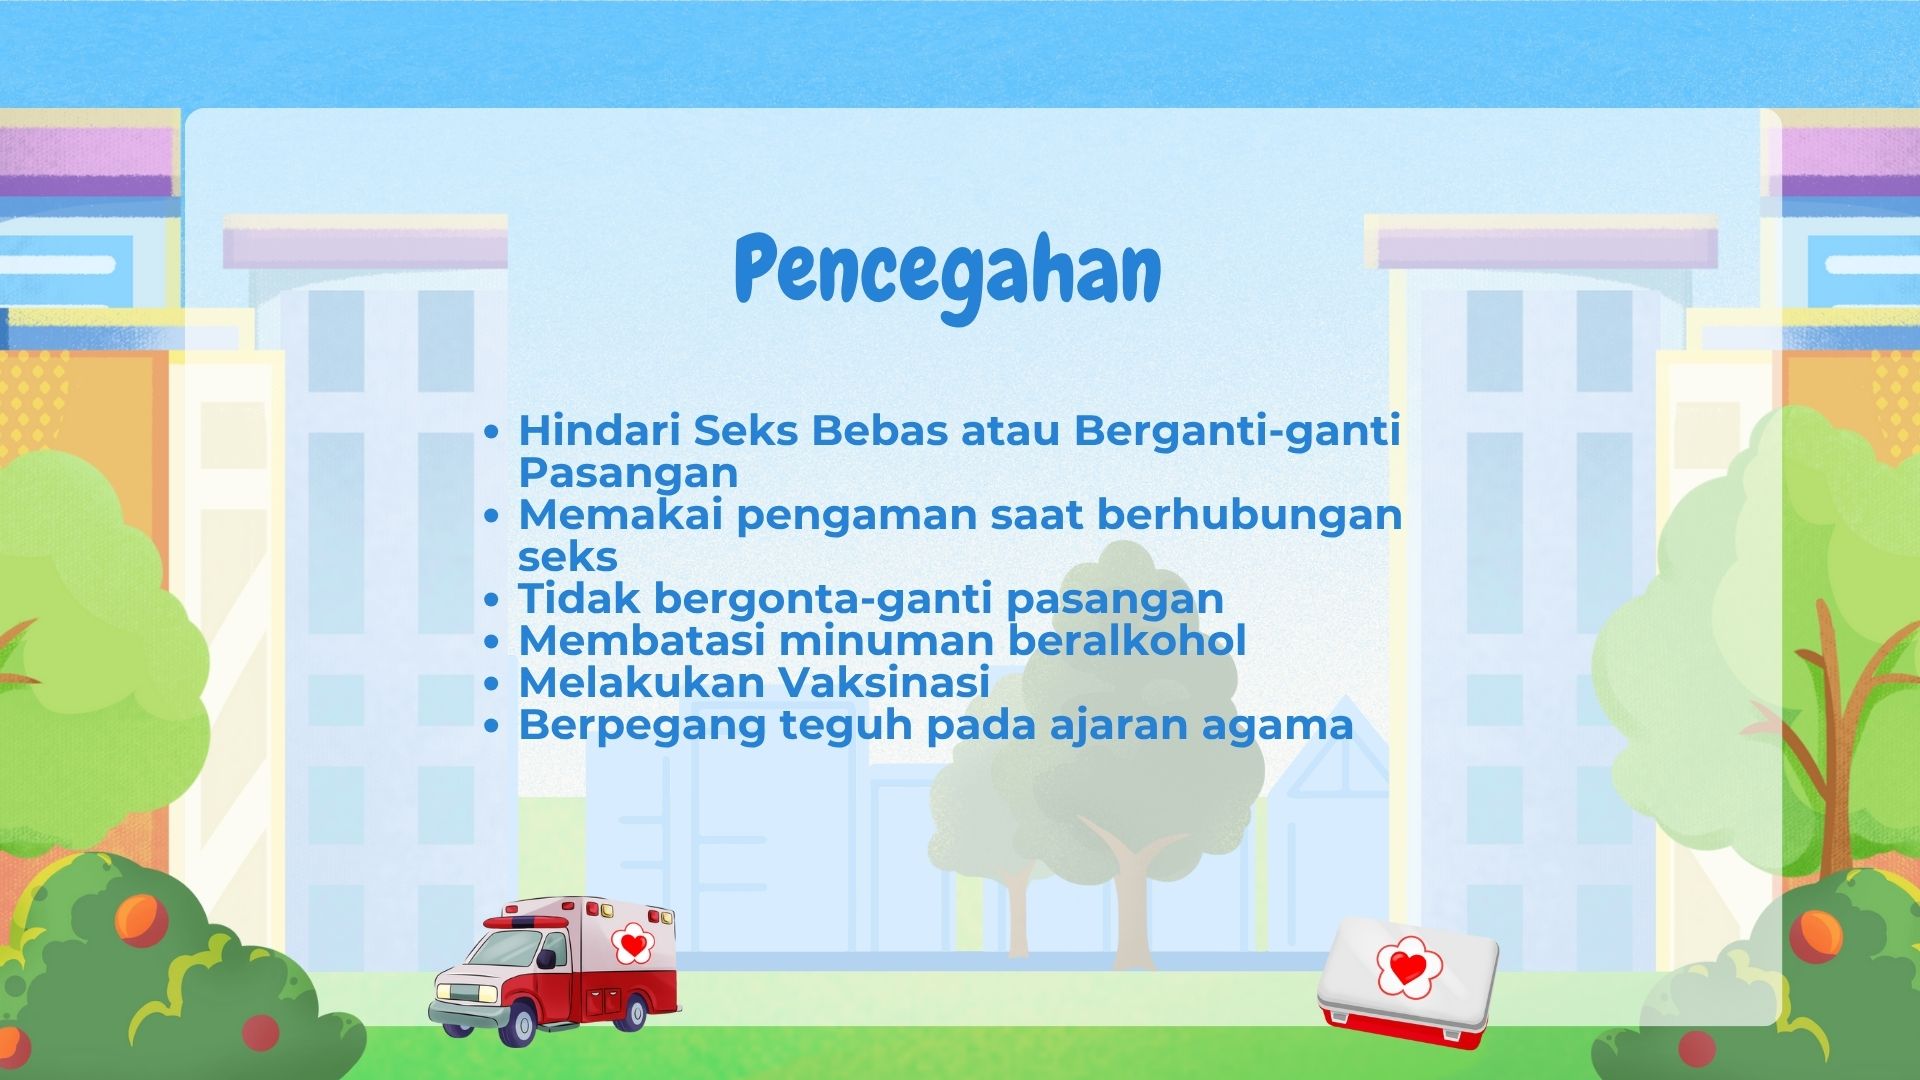 Pencegahan
• Hindari Seks Bebas atau Berganti-ganti
Pasangan
• Memakai pengaman saat berhubungan
seks
• Tidak bergonta-ganti pasangan
• Membatasi minuman beralkohol
• Melakukan Vaksinasi
• Berpegang teguh pada ajaran agama